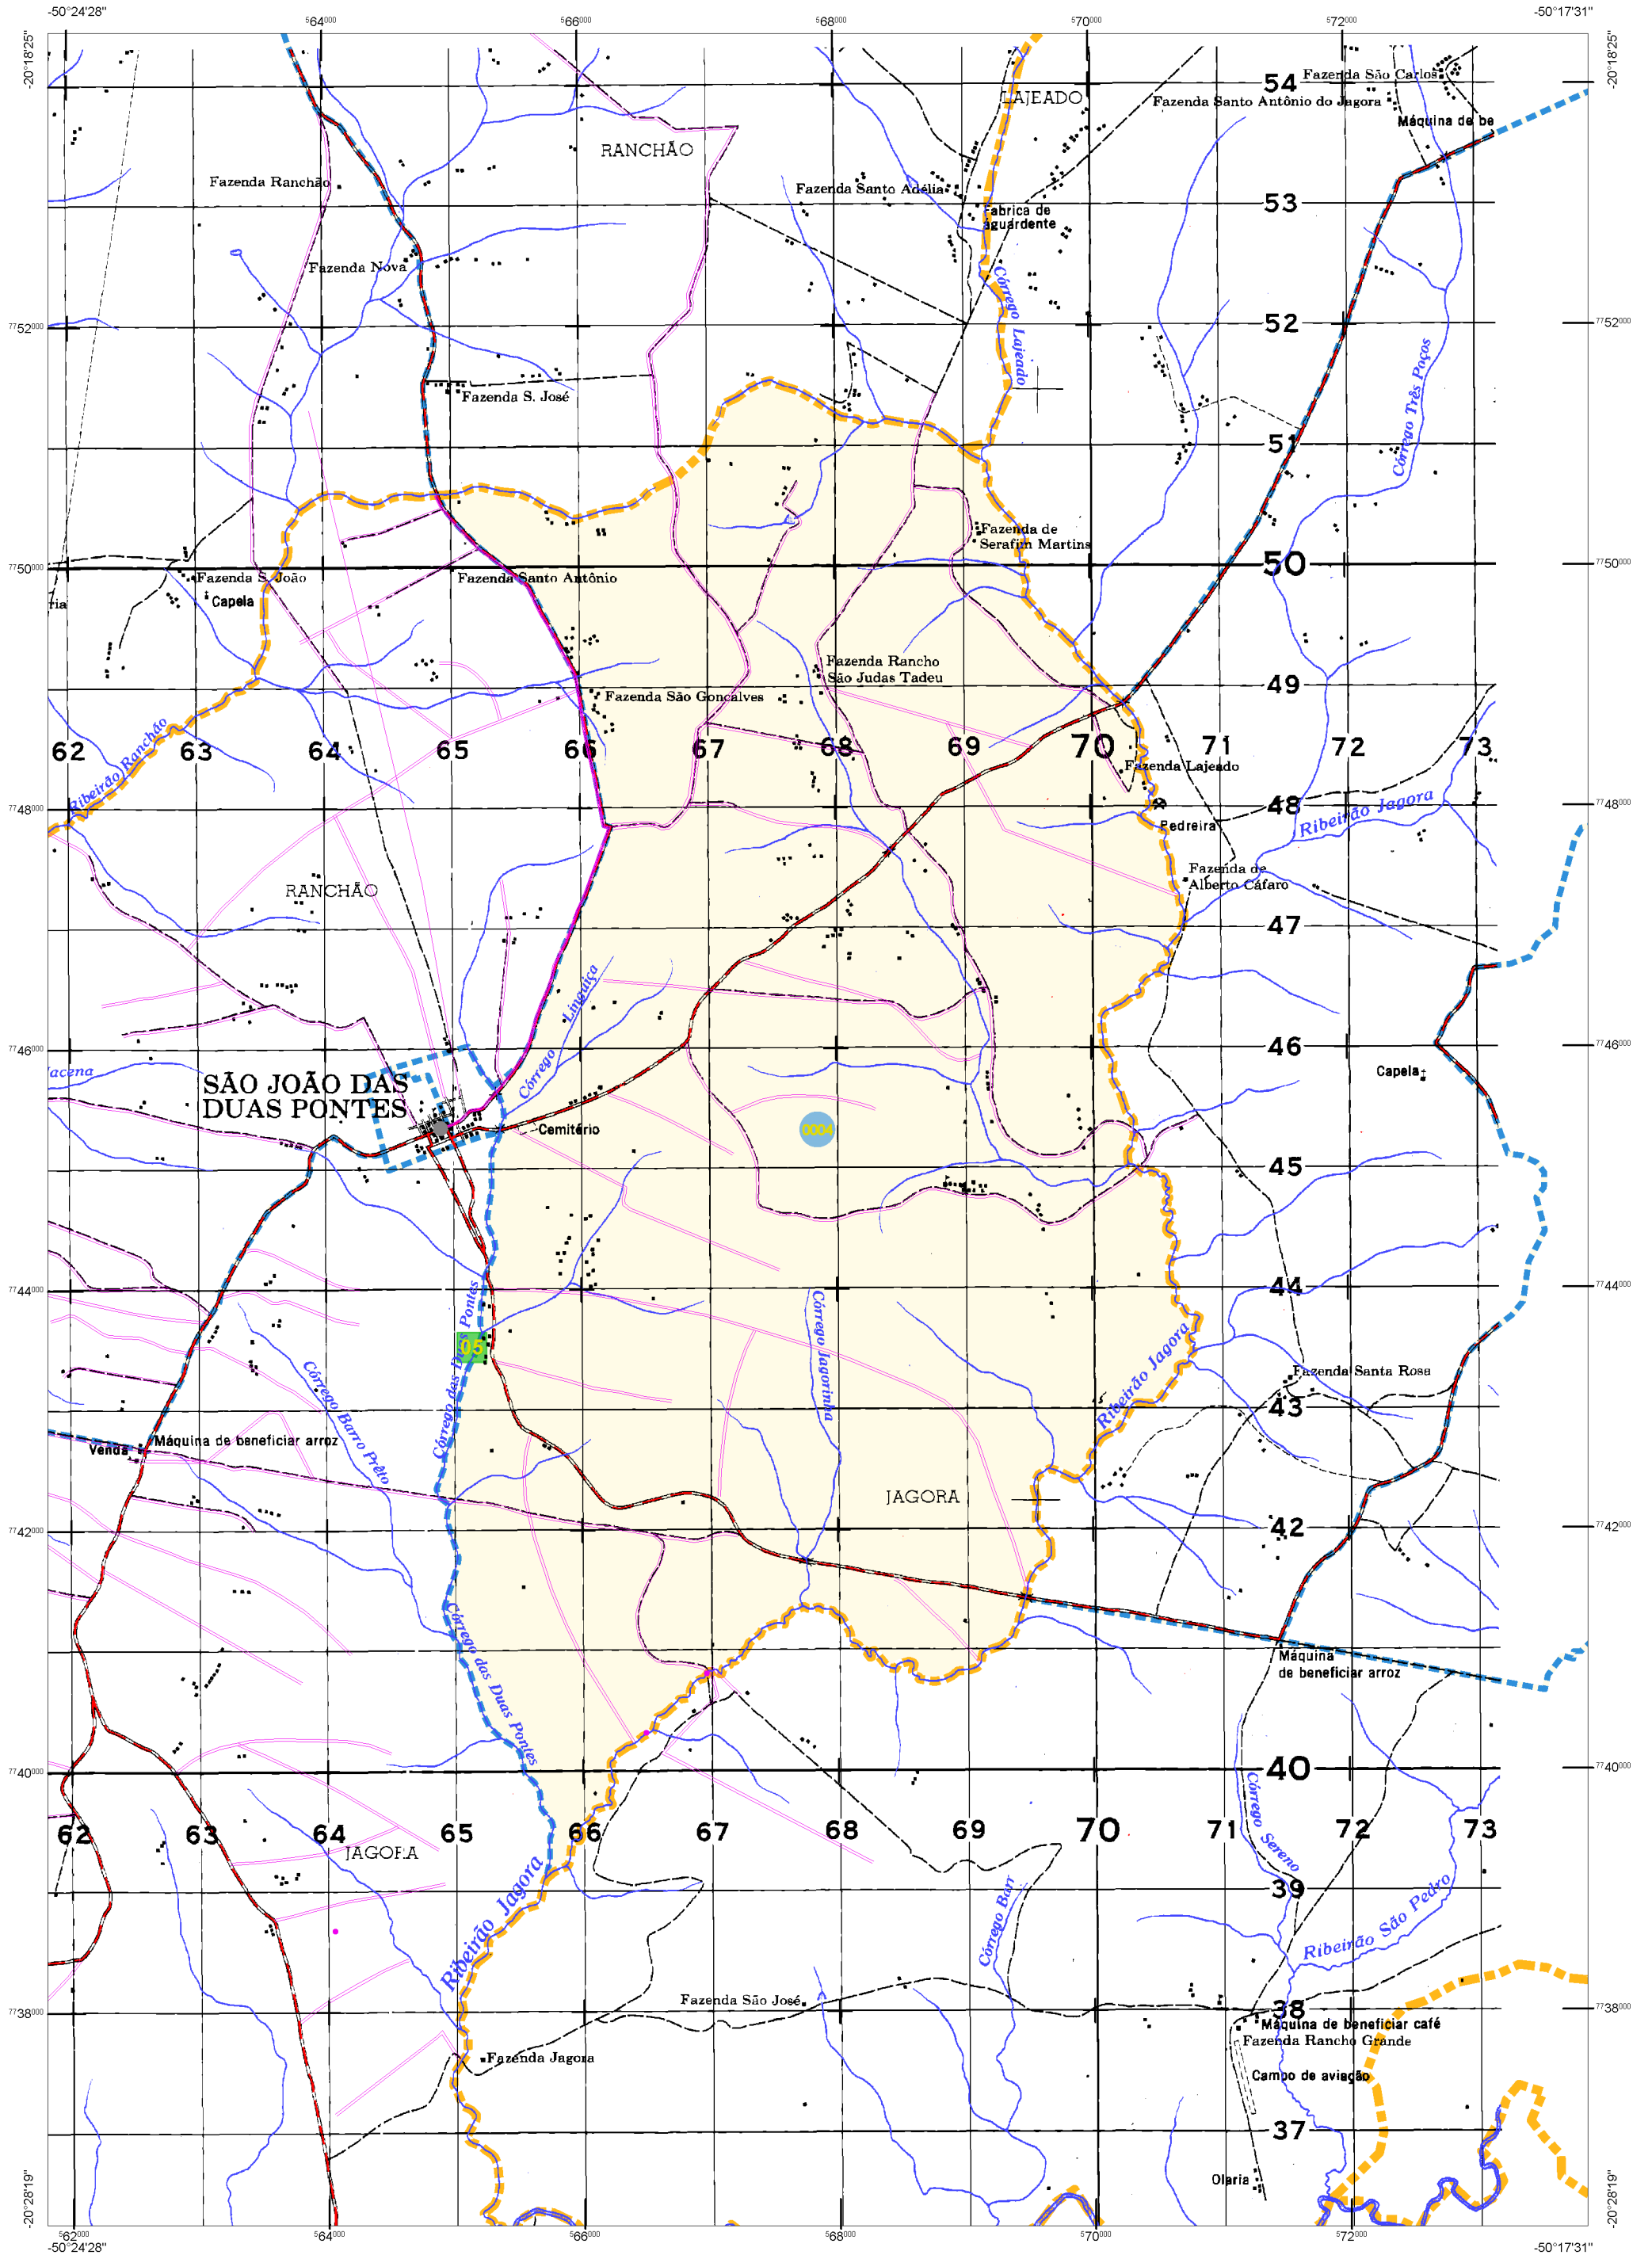 -50°24'28"
564000
566000
568000
570000
572000
-50°17'31"
-20°18'25"
-20°18'25"
54
Fazenda São Carlos
LAJEADO
Fazenda Santo Antônio do Jagora
Máquina de be
RANCHÃO
Fazenda Ranchão
Fazenda Santo Adélia
53
Fabrica de
aguardente
Fazenda Nova
Córrego Lajeado
7752000
52
7752000
Córrego Três Poços
Fazenda S. José
51
Fazenda de
Serafim Martins
7750000
50
7750000
Fazenda S. João
Fazenda Santo Antônio
ria
Capela
Fazenda Rancho
São Judas Tadeu
49
Fazenda São Gonçalves
Ribeirão Ranchão
62
63
64
65
66
67
68
69
70
71
72
73
Fazenda Lajeado
7748000
48
7748000
Ribeirão Jagora
Pedreira
Fazenda de
Alberto Cáfaro
RANCHÃO
47
Córrego Linguiça
7746000
46
7746000
acena
Capela
SÃO JOÃO DAS
DUAS PONTES
Cemitério
0004
45
7744000
44
7744000
Córrego das Duas Pontes
05
Córrego Jagorinha
Ribeirão Jagora
Córrego Barro Prêto
Fazenda Santa Rosa
43
Venda
Máquina de beneficiar arroz
JAGORA
7742000
42
7742000
Córrego das Duas Pontes
Máquina
de beneficiar arroz
7740000
40
7740000
Córrego Sereno
62
63
64
65
66
67
68
69
70
71
72
73
JAGORA
39
Ribeirão Jagora
Córrego Barr
Ribeirão São Pedro
Fazenda São José
7738000
38
7738000
Máquina de beneficiar café
Fazenda Rancho Grande
Fazenda Jagora
Campo de aviação
37
Olaria
-20°28'19"
-20°28'19"
562000
564000
566000
568000
570000
572000
-50°24'28"
-50°17'31"